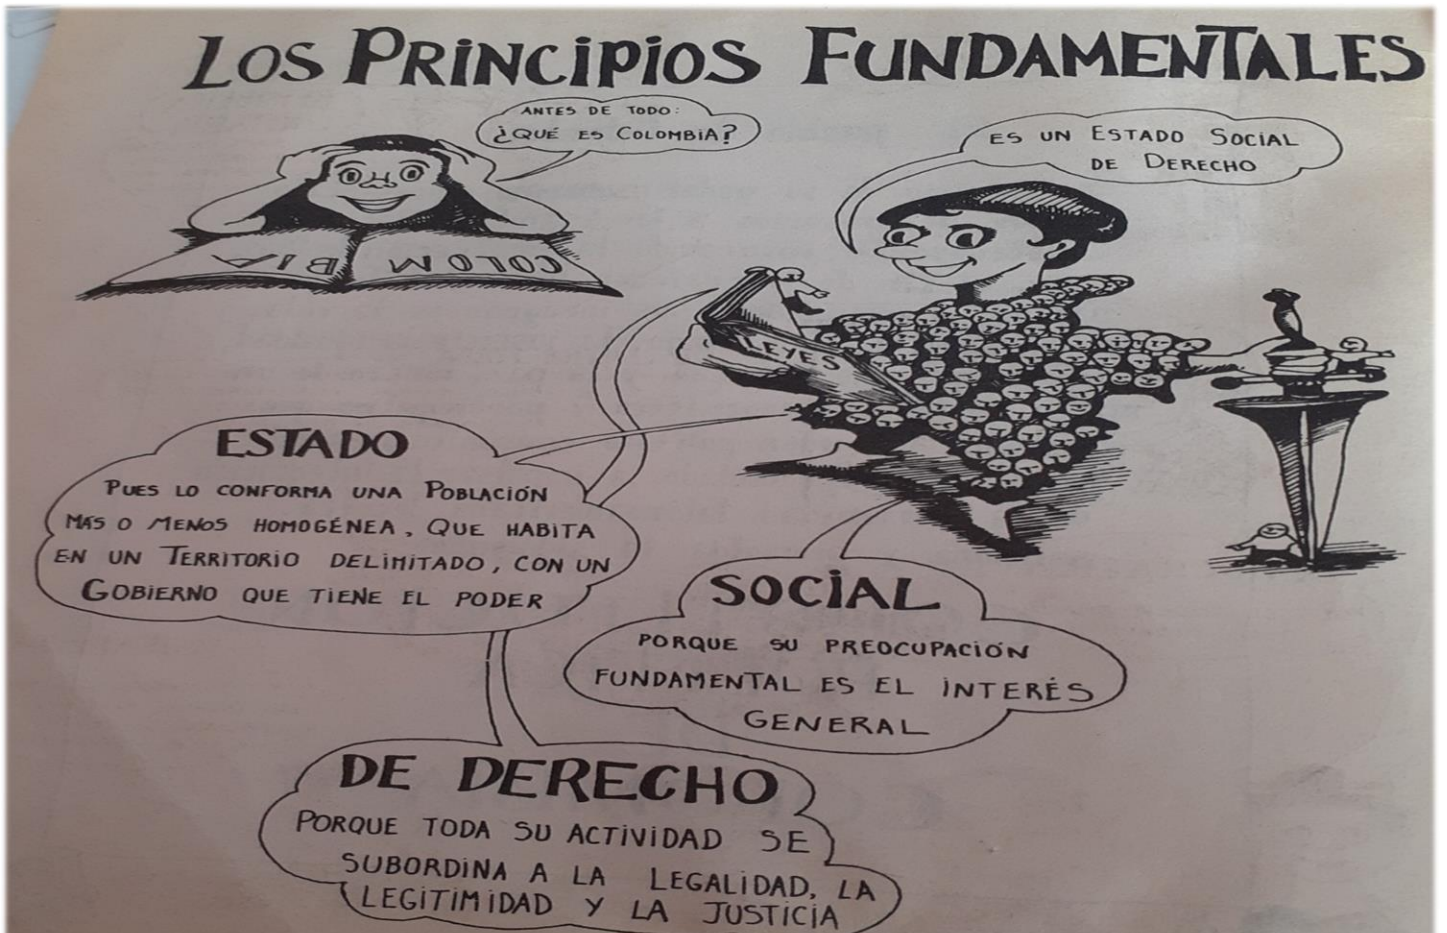 LOS PRINCIPIOS FUNDAMENTALES
ANTES DE TODO:
¿QUÉ ES COLOMBIA?
ES UN ESTADO SOCIAL
DE DERECHO
COLOMBIA
LEYES
ESTADO
PUES LO CONFORMA UNA POBLACIÓN
MÁS O MENOS HOMOGÉNEA, QUE HABITA
EN UN TERRITORIO DELIMITADO, CON UN
GOBIERNO QUE TIENE EL PODER
SOCIAL
PORQUE SU PREOCUPACIÓN
FUNDAMENTAL ES EL INTERÉS
GENERAL
DE DERECHO
PORQUE TODA SU ACTIVIDAD SE
SUBORDINA A LA LEGALIDAD, LA
LEGITIMIDAD Y LA JUSTICIA